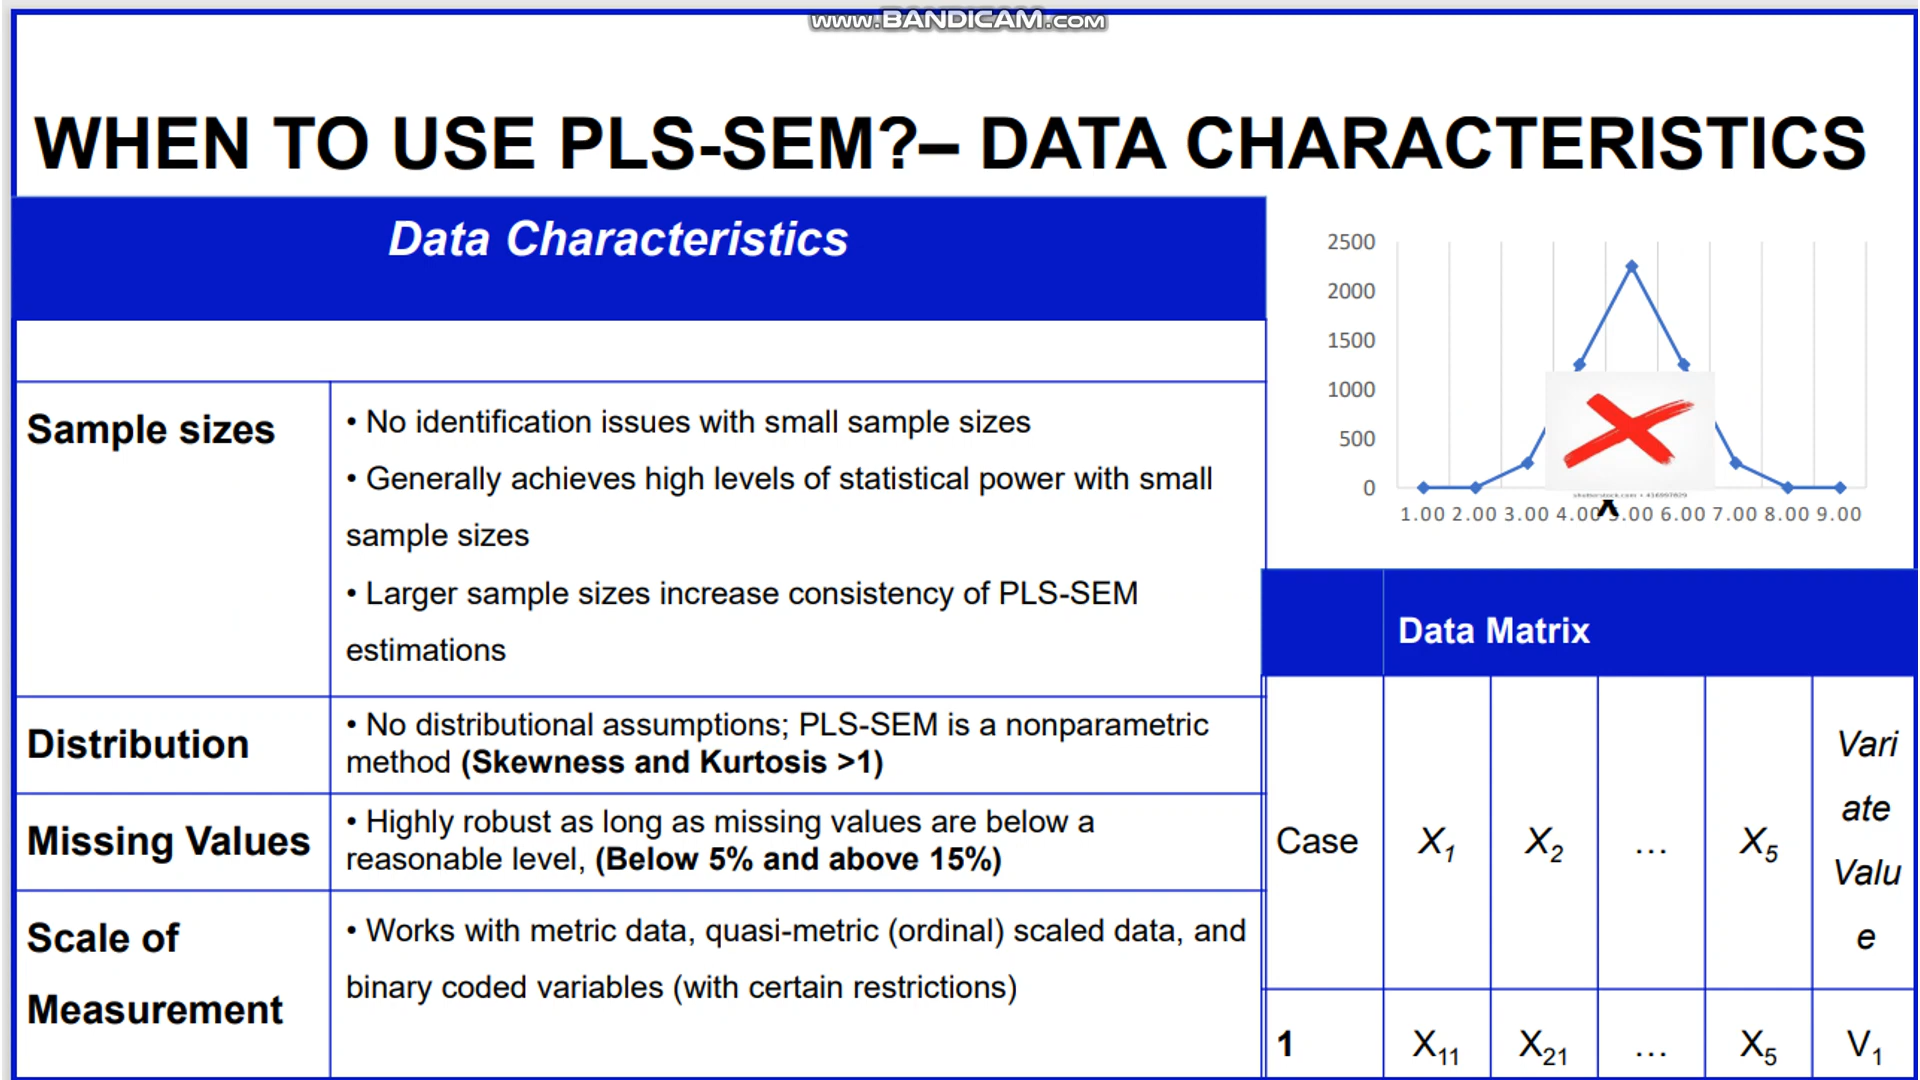 www.BANDICAM.com
WHEN TO USE PLS-SEM?– DATA CHARACTERISTICS
Data Characteristics
Sample sizes
• No identification issues with small sample sizes
• Generally achieves high levels of statistical power with small
sample sizes
• Larger sample sizes increase consistency of PLS-SEM
estimations
Distribution
• No distributional assumptions; PLS-SEM is a nonparametric
method (Skewness and Kurtosis >1)
Missing Values
• Highly robust as long as missing values are below a
reasonable level, (Below 5% and above 15%)
Scale of
Measurement
• Works with metric data, quasi-metric (ordinal) scaled data, and
binary coded variables (with certain restrictions)
2500
2000
1500
1000
500
0
shutterstock.com •
1.00 2.00 3.00 4.00 5.00 6.00 7.00 8.00 9.00
Data Matrix
Case X1 X2 … X5
Vari
ate
Valu
e
1 X11 X21 … X5 V1